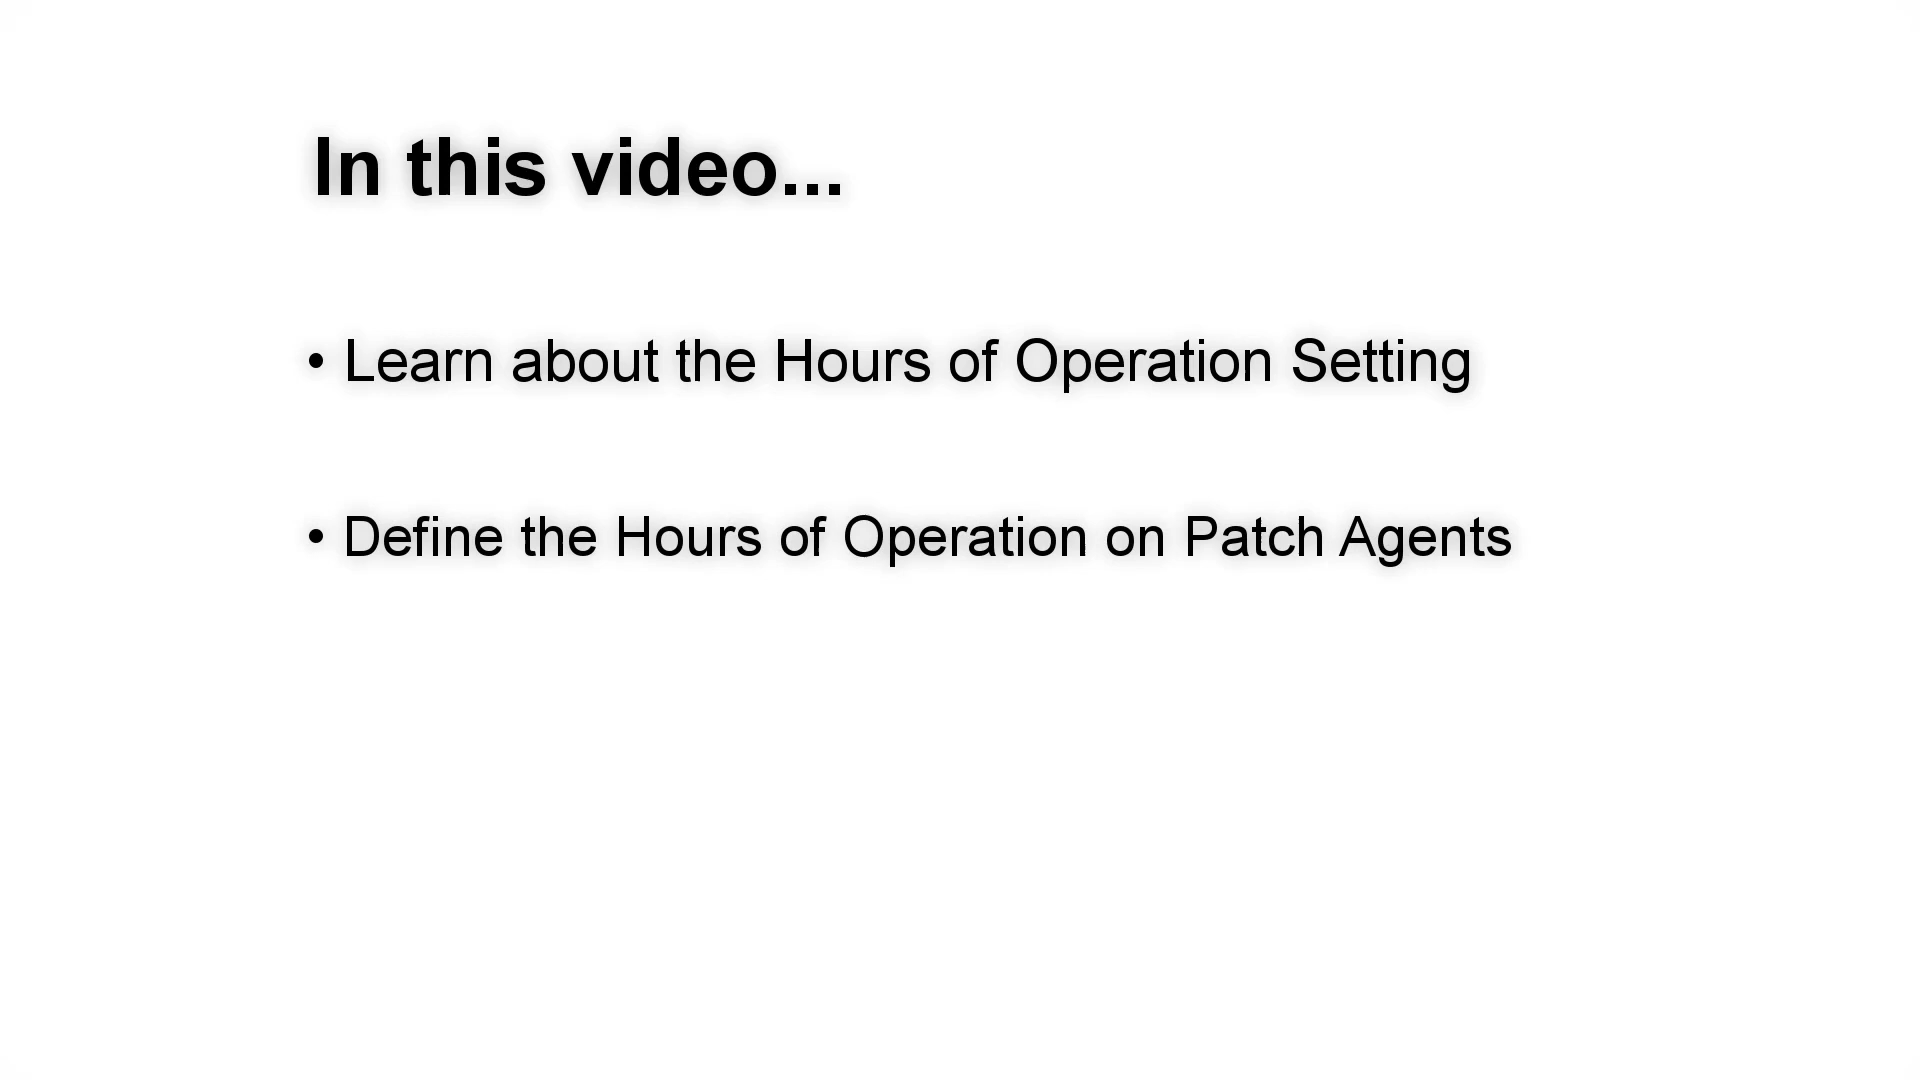 In this video...
• Learn about the Hours of Operation Setting
• Define the Hours of Operation on Patch Agents